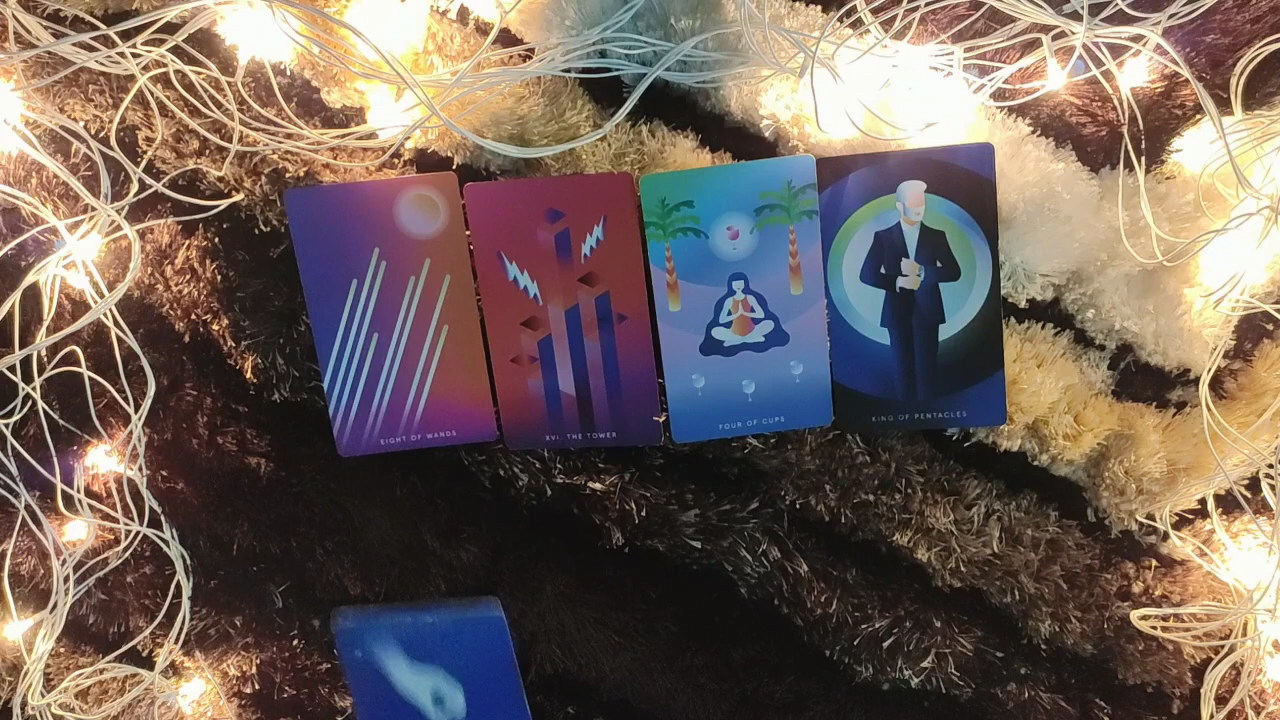 EIGHT OF WANDS
XVI. THE TOWER
FOUR OF CUPS
KING OF PENTACLES